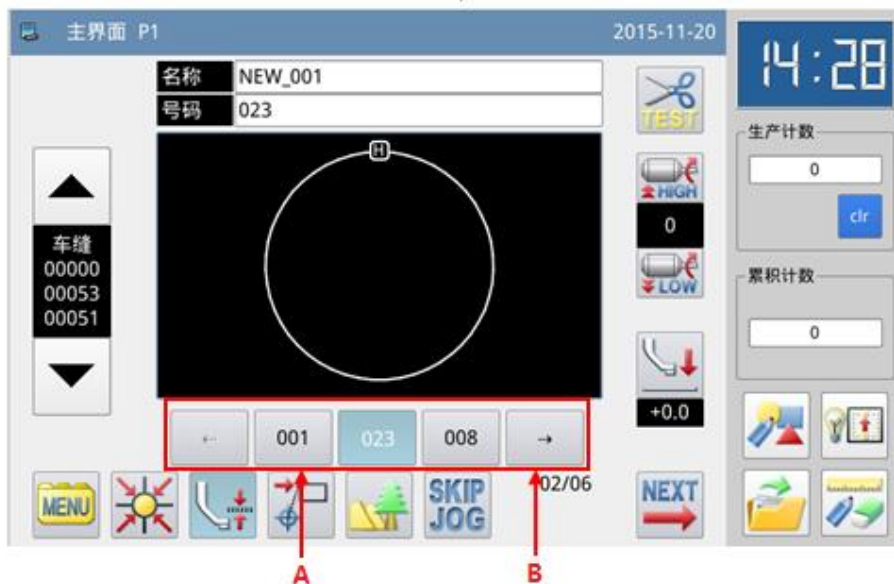 主界面 P1
2015-11-20
14:28
名称 NEW_001
号码 023
TEST
H
HIGH
0
LOW
+0.0
车缝
00000
00053
00051
← 001 023 008 →
02/06
MENU
SKIP
JOG
NEXT
生产计数
0
clr
累积计数
0
A
B